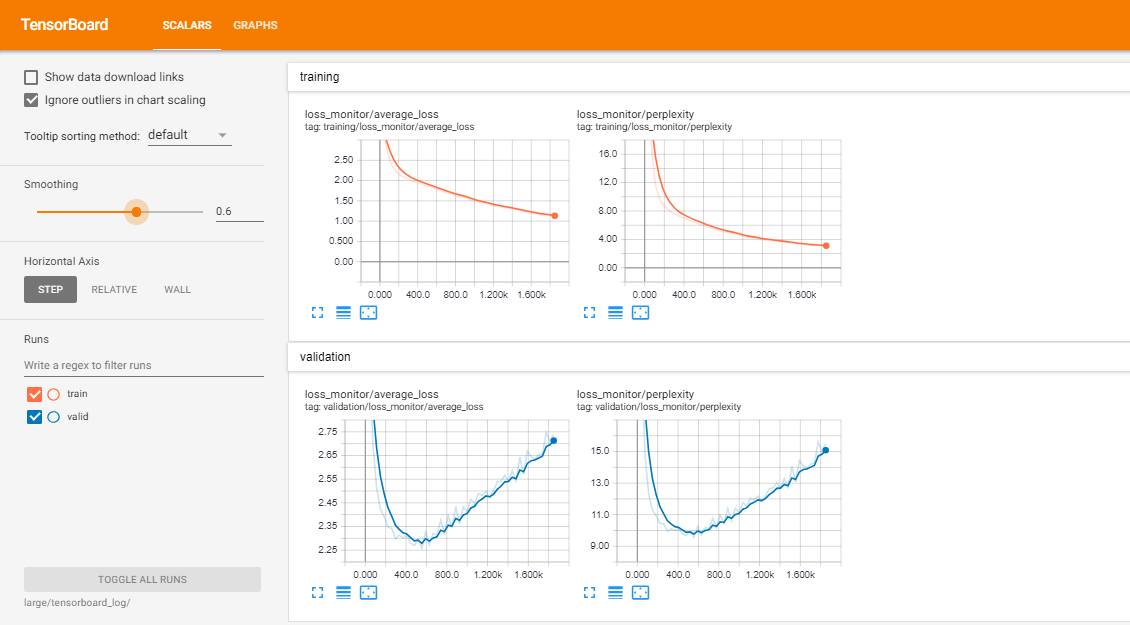 TensorBoard SCALARS GRAPHS
Show data download links
Ignore outliers in chart scaling
Tooltip sorting method: default
Smoothing
0.6
Horizontal Axis
STEP RELATIVE WALL
Runs
Write a regex to filter runs
train
valid
TOGGLE ALL RUNS
large/tensorboard_log/
training
loss_monitor/average_loss
tag: training/loss_monitor/average_loss
2.50
2.00
1.50
1.00
0.500
0.00
0.000 400.0 800.0 1.200k 1.600k
loss_monitor/perplexity
tag: training/loss_monitor/perplexity
16.0
12.0
8.00
4.00
0.00
0.000 400.0 800.0 1.200k 1.600k
validation
loss_monitor/average_loss
tag: validation/loss_monitor/average_loss
2.75
2.65
2.55
2.45
2.35
2.25
0.000 400.0 800.0 1.200k 1.600k
loss_monitor/perplexity
tag: validation/loss_monitor/perplexity
15.0
13.0
11.0
9.00
0.000 400.0 800.0 1.200k 1.600k